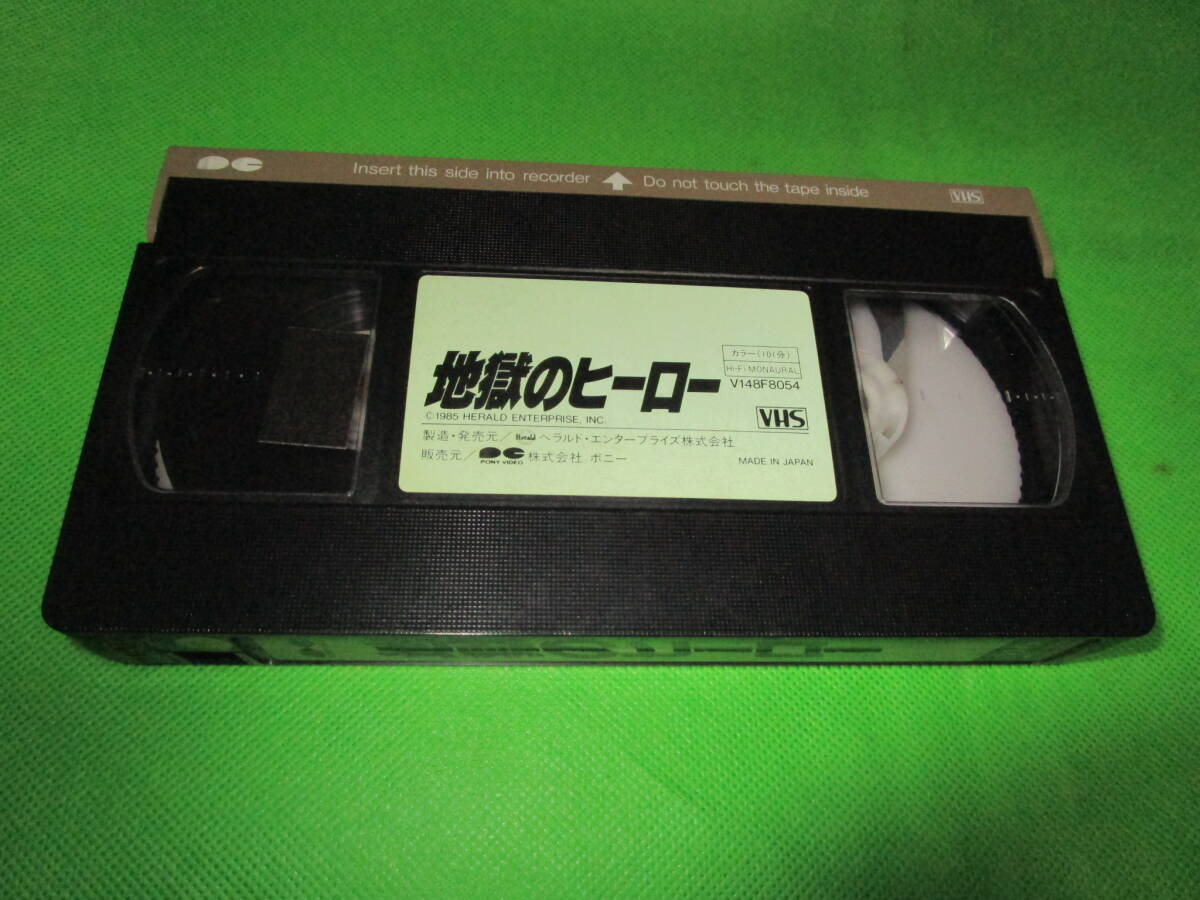 PC Insert this side into recorder Do not touch the tape inside VHS
地獄のヒーロー
カラー(101分)
Hi-Fi MONAURAL
V148F8054
©1985 HERALD ENTERPRISE, INC.
VHS
製造・発売元/Herald ヘラルド・エンタープライズ株式会社
販売元/PC PONY VIDEO 株式会社 ポニー
MADE IN JAPAN